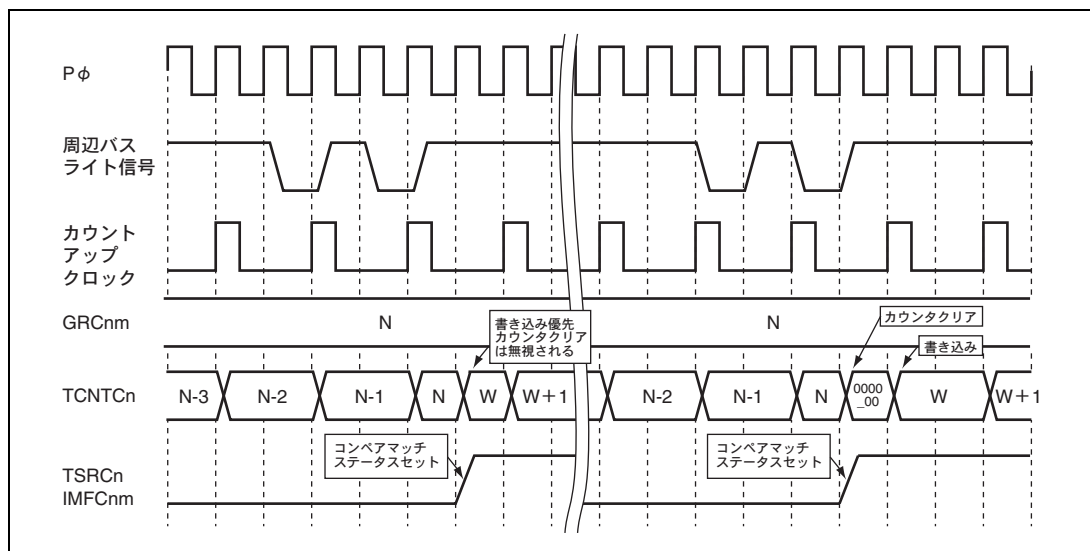 Pφ
周辺バス
ライト信号
カウント
アップ
クロック
GRCnm
N
N
書き込み優先
カウンタクリア
は無視される
カウンタクリア
書き込み
TCNTCn
N-3
N-2
N-1
N
W
W+1
N-2
N-1
N
0000
_00
W
W+1
コンペアマッチ
ステータスセット
コンペアマッチ
ステータスセット
TSRCn
IMFCnm